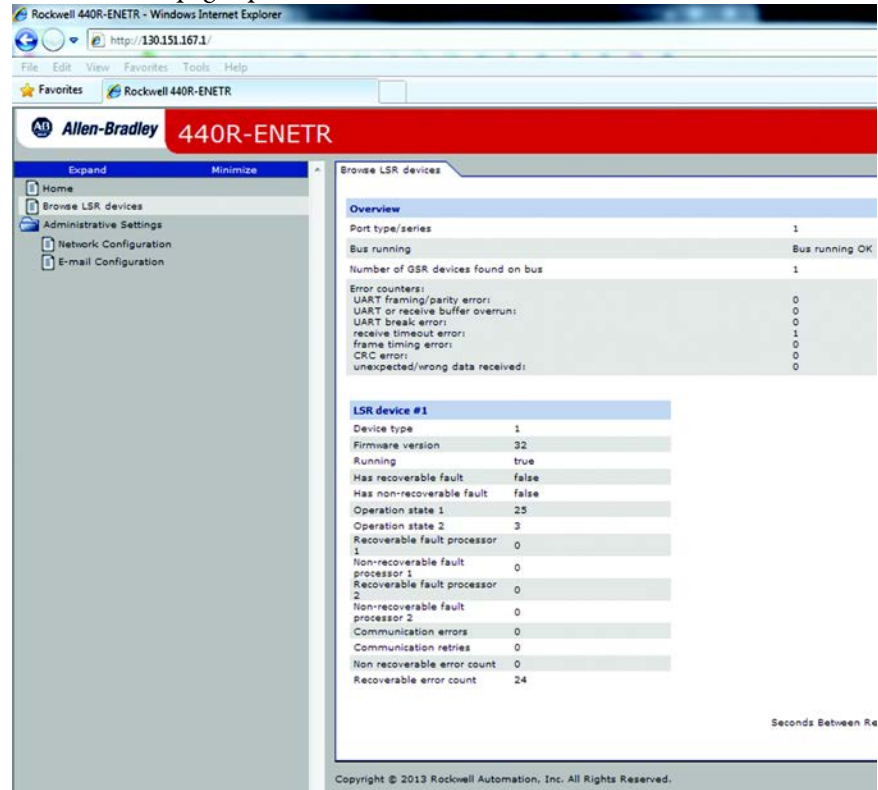 Rockwell 440R-ENETR - Windows Internet Explorer
http://130.151.167.1/
File Edit View Favorites Tools Help
Favorites Rockwell 440R-ENETR
AB Allen-Bradley 440R-ENETR
Expand Minimize
Home
Browse LSR devices
Administrative Settings
Network Configuration
E-mail Configuration
Browse LSR devices
Overview
Port type/series 1
Bus running Bus running OK
Number of GSR devices found on bus 1
Error counters:
UART framing/parity error: 0
UART or receive buffer overrun: 0
UART break error: 0
receive timeout error: 1
frame timing error: 0
CRC error: 0
unexpected/wrong data received: 0
LSR device #1
Device type 1
Firmware version 32
Running true
Has recoverable fault false
Has non-recoverable fault false
Operation state 1 25
Operation state 2 3
Recoverable fault processor
1 0
Non-recoverable fault
processor 1 0
Recoverable fault processor
2 0
Non-recoverable fault
processor 2 0
Communication errors 0
Communication retries 0
Non recoverable error count 0
Recoverable error count 24
Seconds Between Re
Copyright © 2013 Rockwell Automation, Inc. All Rights Reserved.